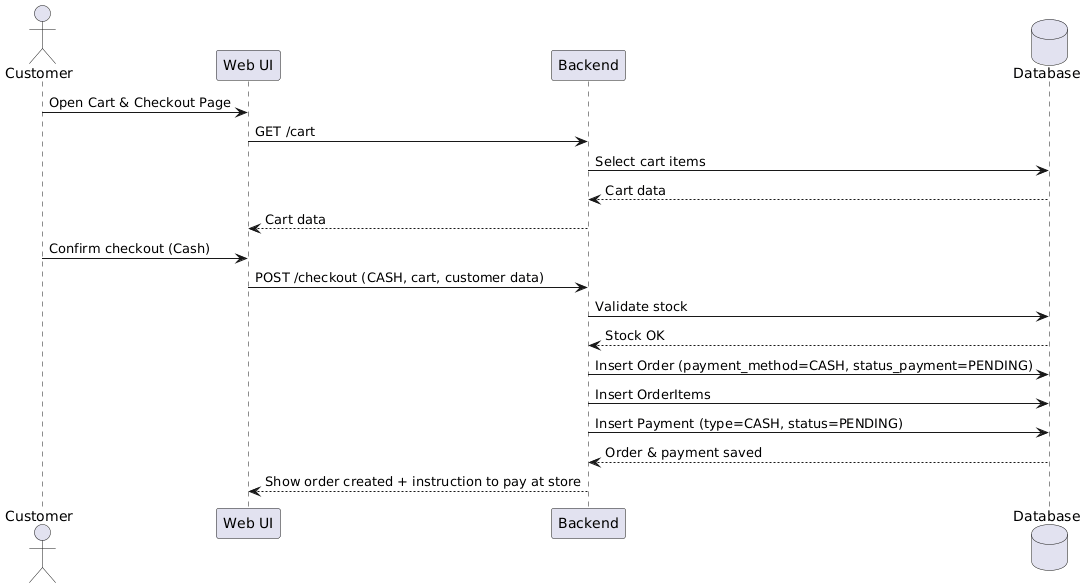 Customer
Web UI
Backend
Database
Open Cart & Checkout Page
GET /cart
Select cart items
Cart data
Cart data
Confirm checkout (Cash)
POST /checkout (CASH, cart, customer data)
Validate stock
Stock OK
Insert Order (payment_method=CASH, status_payment=PENDING)
Insert OrderItems
Insert Payment (type=CASH, status=PENDING)
Order & payment saved
Show order created + instruction to pay at store
Customer
Web UI
Backend
Database